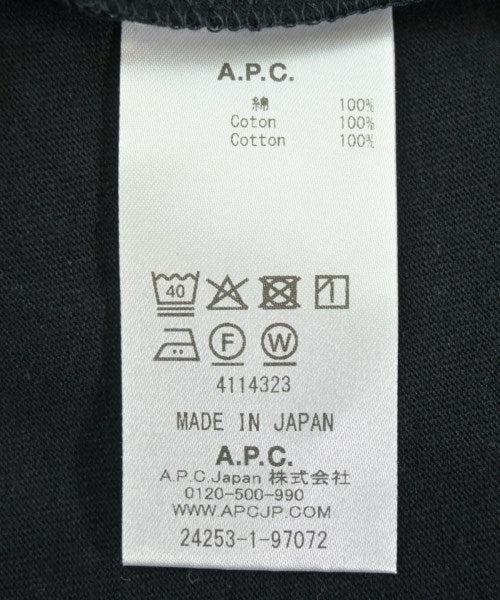 A.P.C.
綿 100%
Coton 100%
Cotton 100%
40
F W
4114323
MADE IN JAPAN
A.P.C.
A.P.C.Japan 株式会社
0120-500-990
WWW.APCJP.COM
24253-1-97072